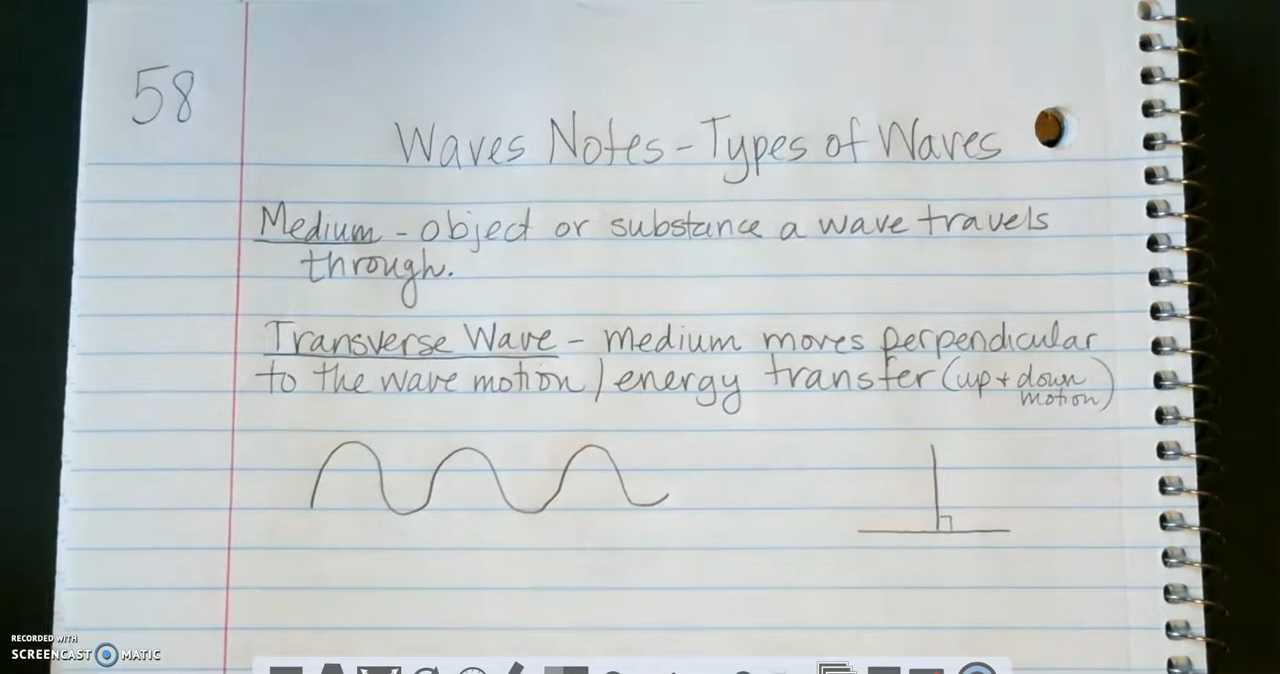 58
Waves Notes - Types of Waves
Medium - object or substance a wave travels
through.
Transverse Wave - medium moves perpendicular
to the wave motion / energy transfer (up + down
motion)
RECORDED WITH
SCREENCAST MATIC